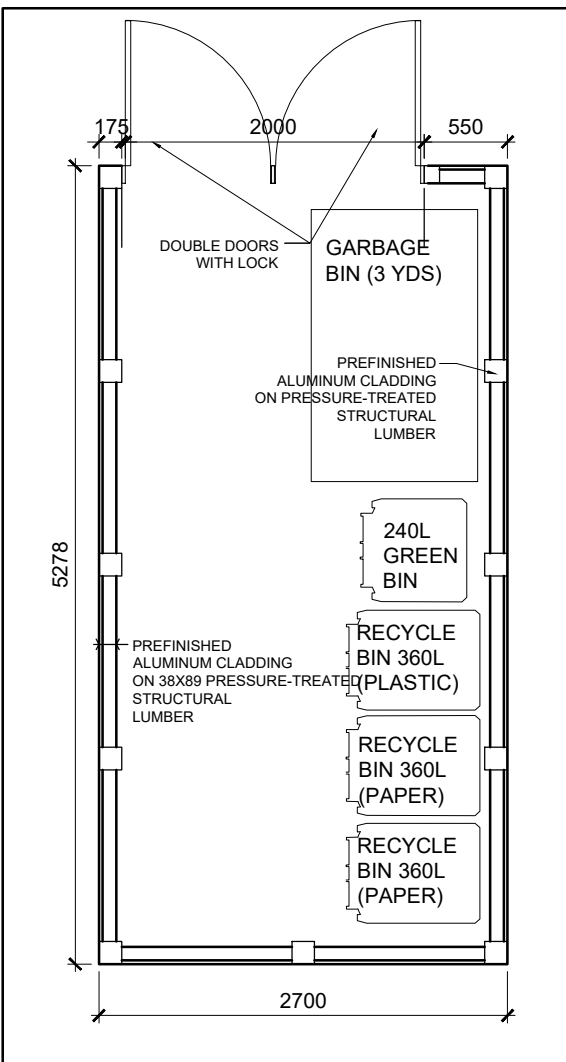 175
2000
550
DOUBLE DOORS
WITH LOCK
GARBAGE
BIN (3 YDS)
PREFINISHED
ALUMINUM CLADDING
ON PRESSURE-TREATED
STRUCTURAL
LUMBER
5278
240L
GREEN
BIN
PREFINISHED
ALUMINUM CLADDING
ON 38X89 PRESSURE-TREATED
STRUCTURAL
LUMBER
RECYCLE
BIN 360L
(PLASTIC)
RECYCLE
BIN 360L
(PAPER)
RECYCLE
BIN 360L
(PAPER)
2700